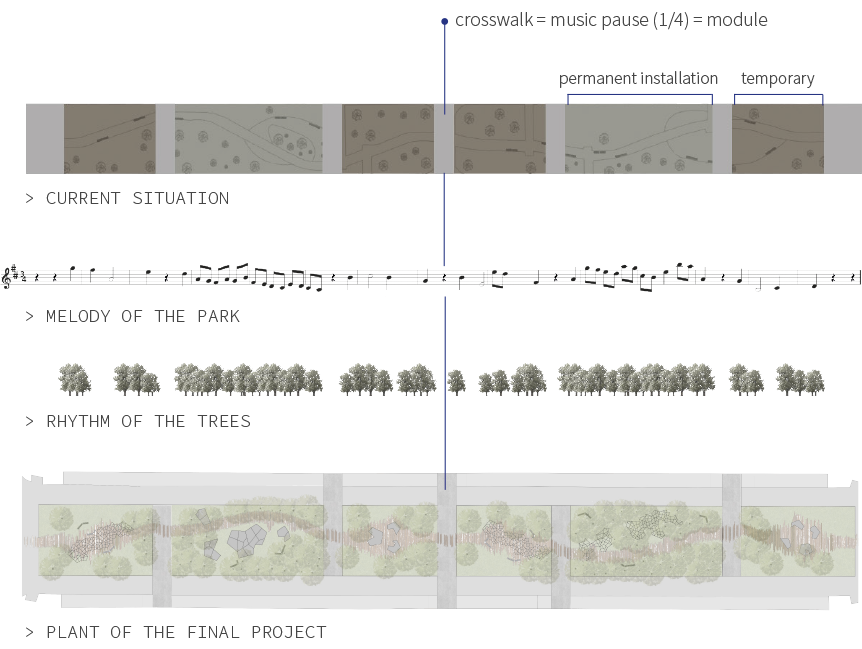 crosswalk = music pause (1/4) = module
permanent installation temporary
> CURRENT SITUATION
> MELODY OF THE PARK
> RHYTHM OF THE TREES
> PLANT OF THE FINAL PROJECT